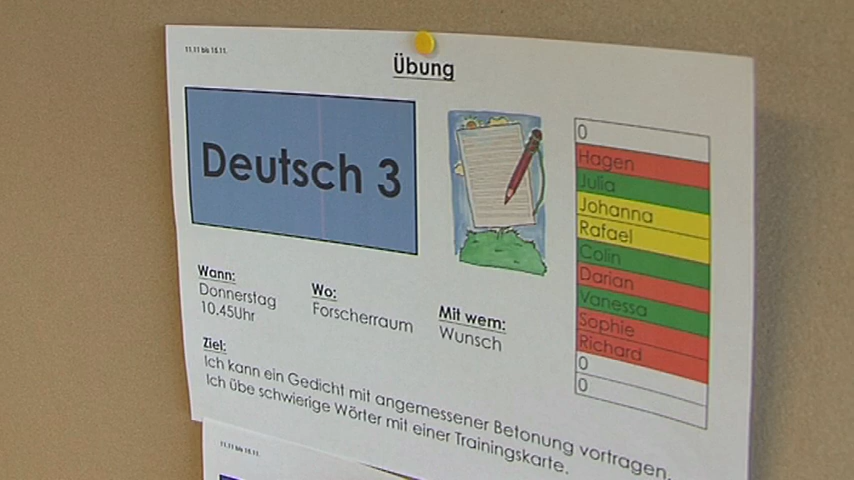 11.11 bis 15.11.
Übung
Deutsch 3
0
Hagen
Julia
Johanna
Rafael
Colin
Darian
Vanessa
Sophie
Richard
0
0
Wann:
Donnerstag
10.45Uhr
Wo:
Forscherraum
Mit wem:
Wunsch
Ziel:
Ich kann ein Gedicht mit angemessener Betonung vortragen.
Ich übe schwierige Wörter mit einer Trainingskarte.
11.11 bis 15.11.